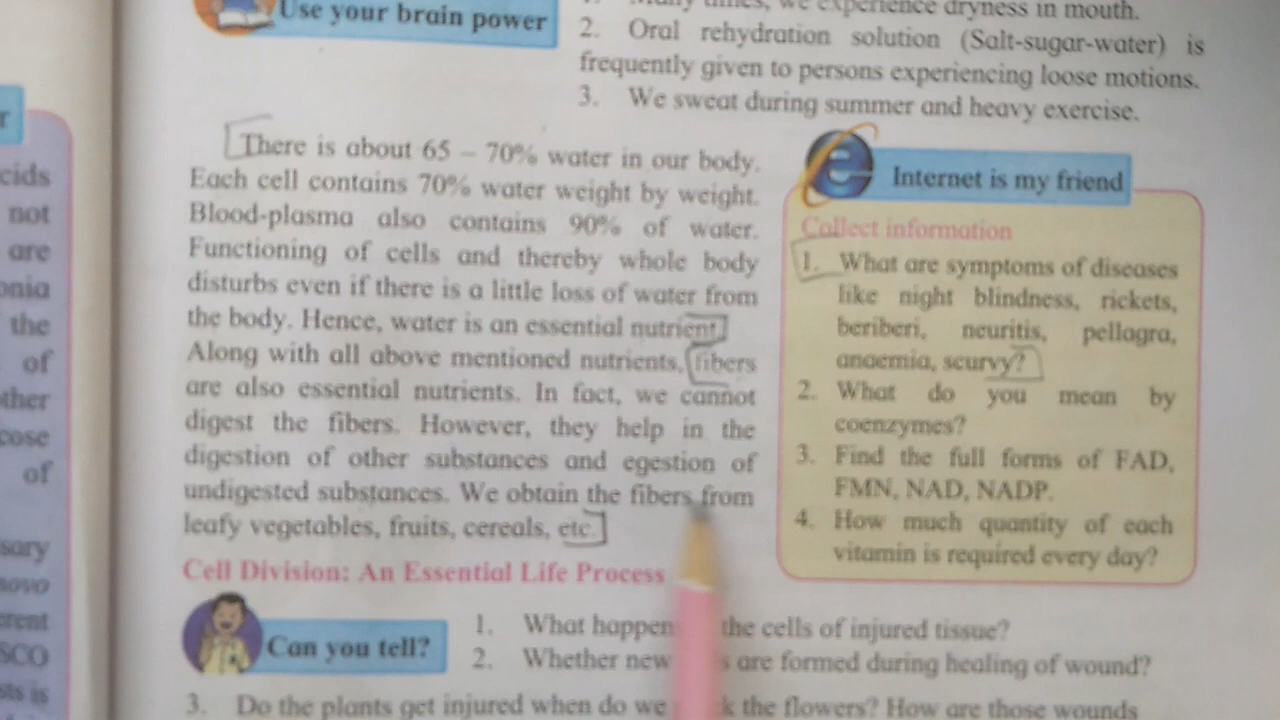 Use your brain power
1. Many times, we experience dryness in mouth.
2. Oral rehydration solution (Salt-sugar-water) is
frequently given to persons experiencing loose motions.
3. We sweat during summer and heavy exercise.
There is about 65 – 70% water in our body.
Each cell contains 70% water weight by weight.
Blood-plasma also contains 90% of water.
Functioning of cells and thereby whole body
disturbs even if there is a little loss of water from
the body. Hence, water is an essential nutrient.
Along with all above mentioned nutrients, fibers
are also essential nutrients. In fact, we cannot
digest the fibers. However, they help in the
digestion of other substances and egestion of
undigested substances. We obtain the fibers from
leafy vegetables, fruits, cereals, etc.
Internet is my friend
Collect information
1. What are symptoms of diseases
like night blindness, rickets,
beriberi, neuritis, pellagra,
anaemia, scurvy?
2. What do you mean by
coenzymes?
3. Find the full forms of FAD,
FMN, NAD, NADP.
4. How much quantity of each
vitamin is required every day?
Cell Division: An Essential Life Process
Can you tell?
1. What happen the cells of injured tissue?
2. Whether new are formed during healing of wound?
3. Do the plants get injured when do we the flowers? How are those wounds
not
are
the
of
of